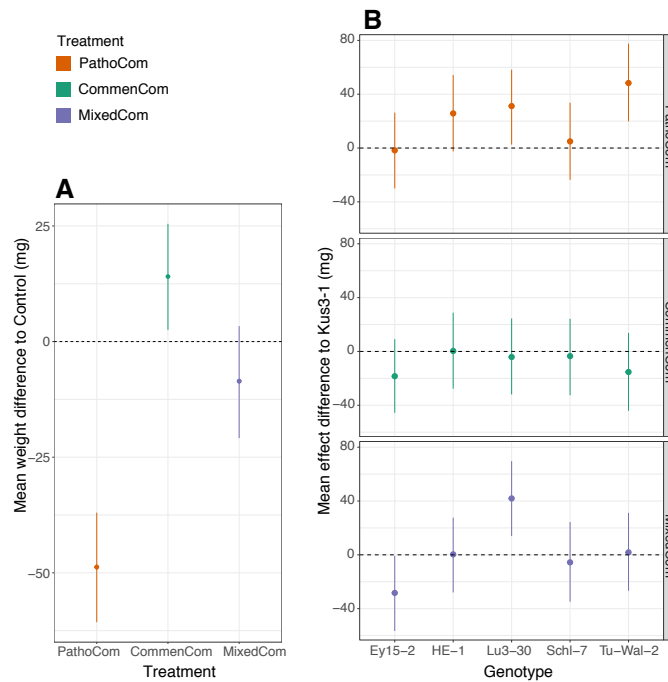 B
Treatment
PathoCom
CommenCom
MixedCom
A
Mean weight difference to Control (mg)
25
0
−25
−50
PathoCom CommenCom MixedCom
Treatment
Mean effect difference to Kus3-1 (mg)
80
40
0
−40
80
40
0
−40
80
40
0
−40
Ey15−2 HE−1 Lu3−30 Schl−7 Tu−Wal−2
Genotype